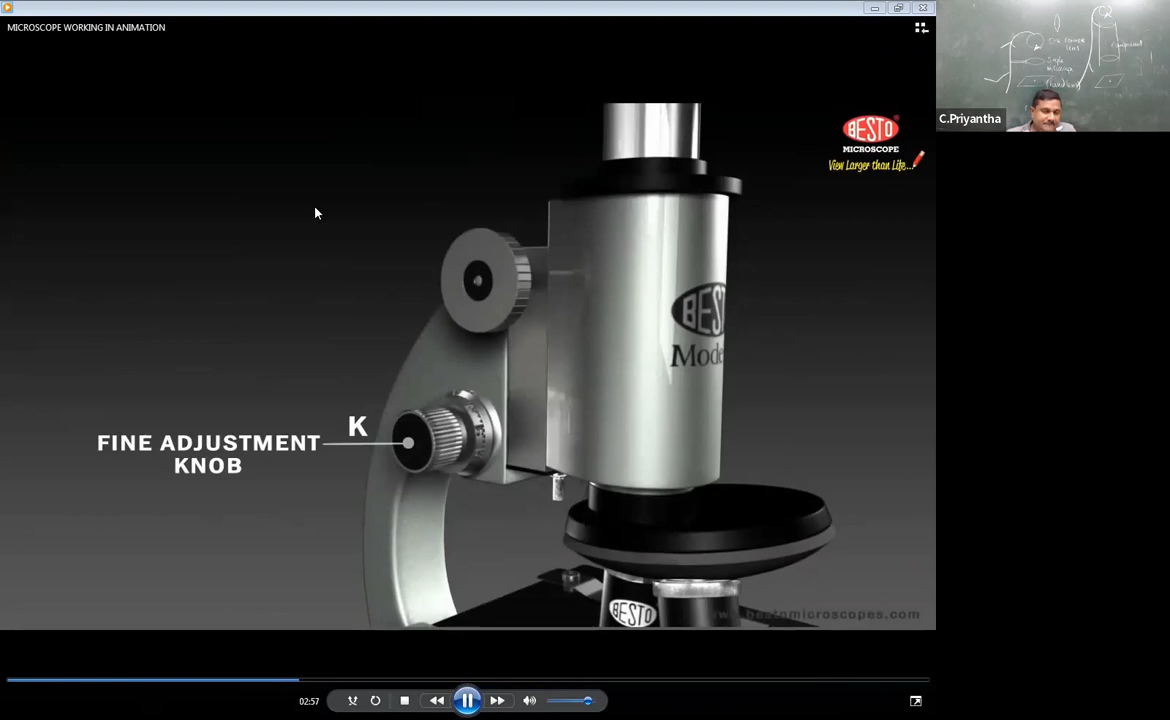 MICROSCOPE WORKING IN ANIMATION
C.Priyantha
BESTO
MICROSCOPE
View Larger than Life...
BESTO
Mode
K
FINE ADJUSTMENT
KNOB
BESTO
www.bestomicroscopes.com
02:57